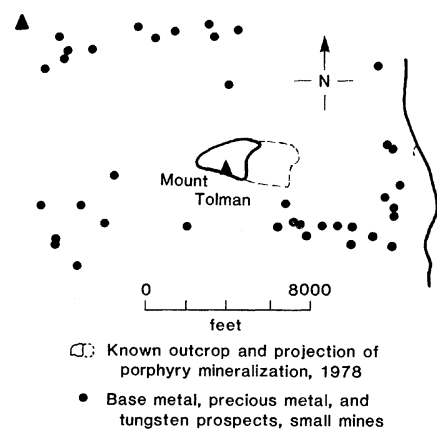 N
Mount
Tolman
0 8000
feet
Known outcrop and projection of
porphyry mineralization, 1978
Base metal, precious metal, and
tungsten prospects, small mines